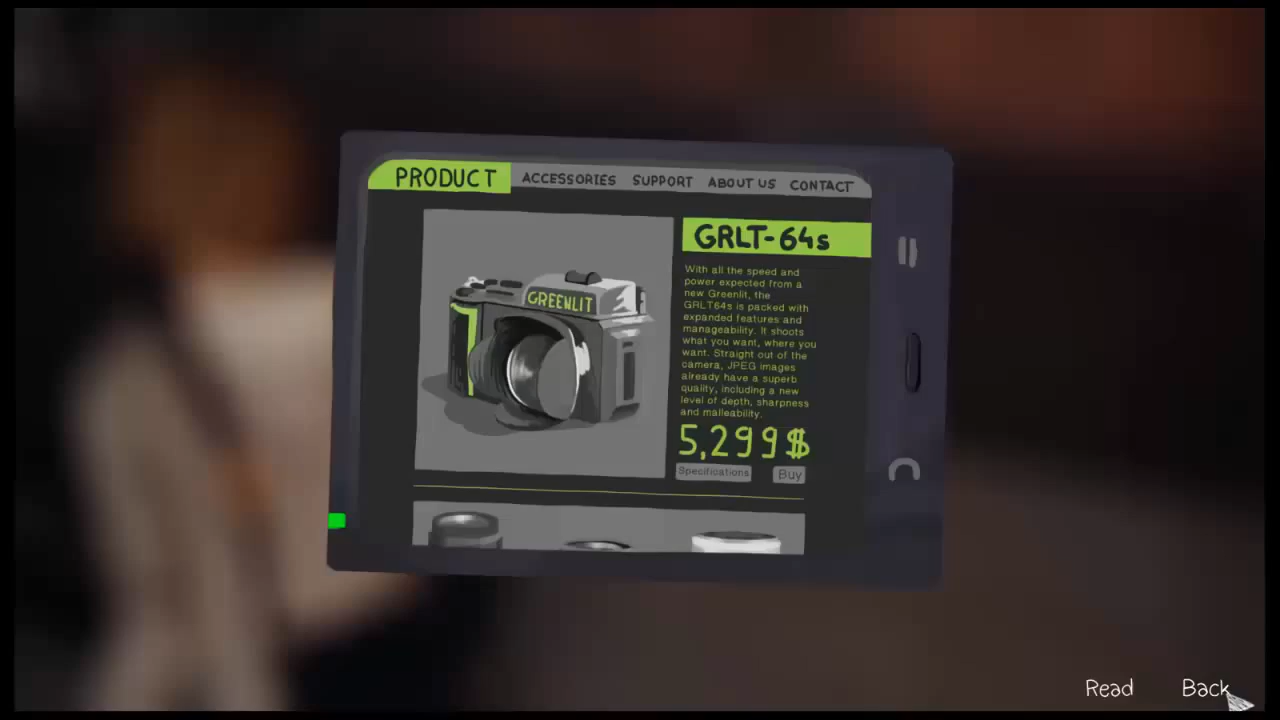 PRODUCT ACCESSORIES SUPPORT ABOUT US CONTACT
GREENLIT
GRLT-64s
With all the speed and
power expected from a
new Greenlit, the
GRLT64s is packed with
expanded features and
manageability. It shoots
what you want, where you
want. Straight out of the
camera, JPEG images
already have a superb
quality, including a new
level of depth, sharpness
and malleability.
5,299$
Specifications Buy
Read Back